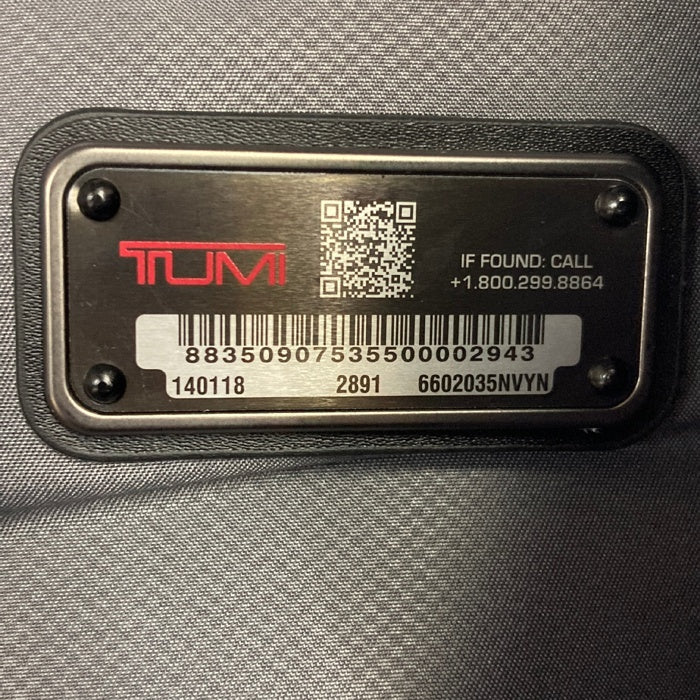 TUMI
IF FOUND: CALL
+1.800.299.8864
88350907535500002943
140118 2891 6602035NVYN